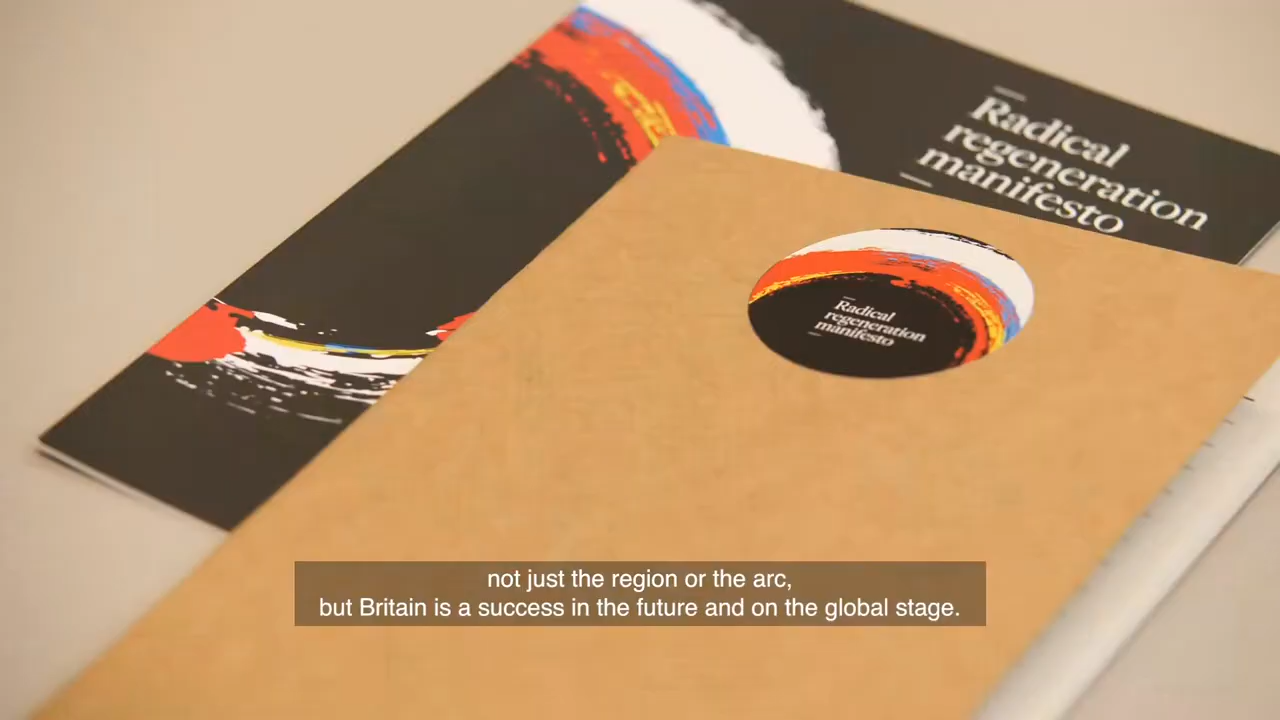 Radical
regeneration
manifesto
Radical
regeneration
manifesto
not just the region or the arc,
but Britain is a success in the future and on the global stage.